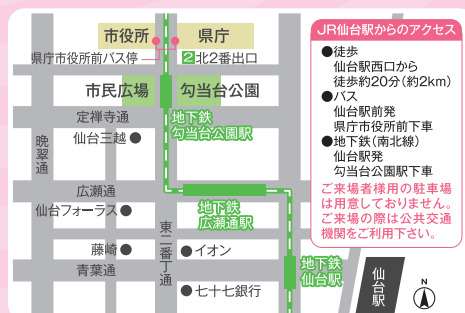 市役所
県庁
県庁市役所前バス停
2北2番出口
市民広場
勾当台公園
定禅寺通
地下鉄
勾当台公園駅
仙台三越●
晩翠通
広瀬通
地下鉄
広瀬通駅
仙台フォーラス●
東二番丁通
藤崎●
●イオン
青葉通
地下鉄
仙台駅
●七十七銀行
仙台駅
N
JR仙台駅からのアクセス
●徒歩
仙台駅西口から
徒歩約20分(約2km)
●バス
仙台駅前発
県庁市役所前下車
●地下鉄(南北線)
仙台駅発
勾当台公園駅下車
ご来場者様用の駐車場
は用意しておりません。
ご来場の際は公共交通
機関をご利用下さい。